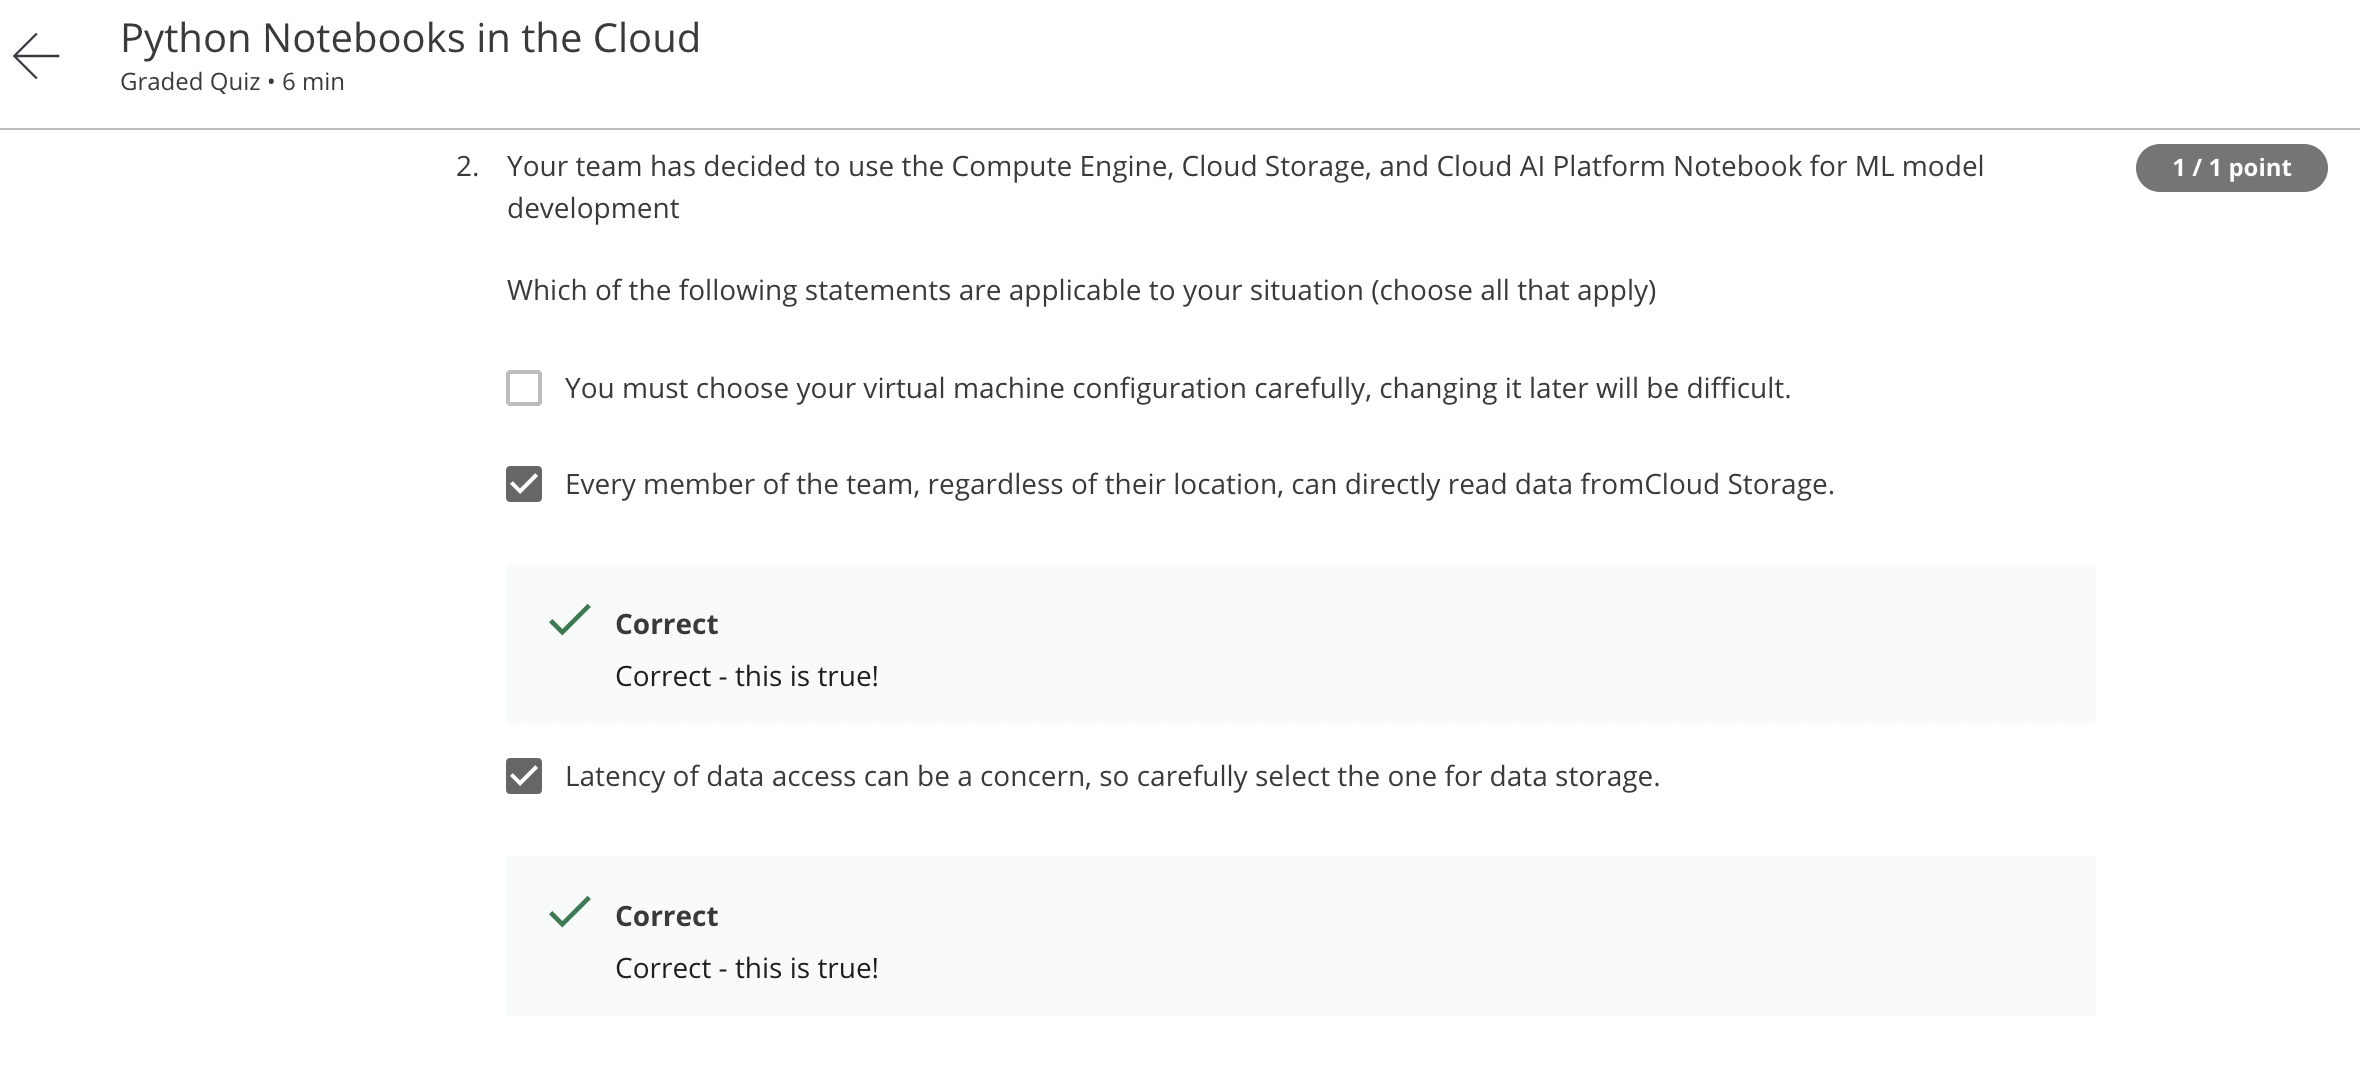 Python Notebooks in the Cloud
Graded Quiz • 6 min
2. Your team has decided to use the Compute Engine, Cloud Storage, and Cloud AI Platform Notebook for ML model
development
1 / 1 point
Which of the following statements are applicable to your situation (choose all that apply)
You must choose your virtual machine configuration carefully, changing it later will be difficult.
Every member of the team, regardless of their location, can directly read data fromCloud Storage.
Correct
Correct - this is true!
Latency of data access can be a concern, so carefully select the one for data storage.
Correct
Correct - this is true!